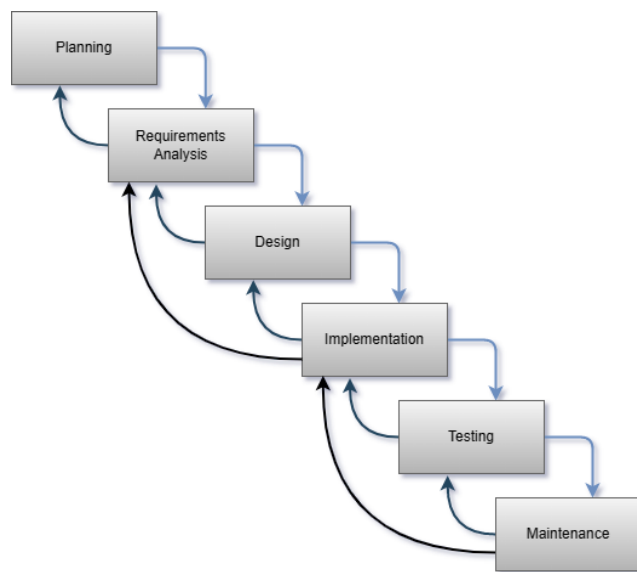 Planning
Requirements
Analysis
Design
Implementation
Testing
Maintenance